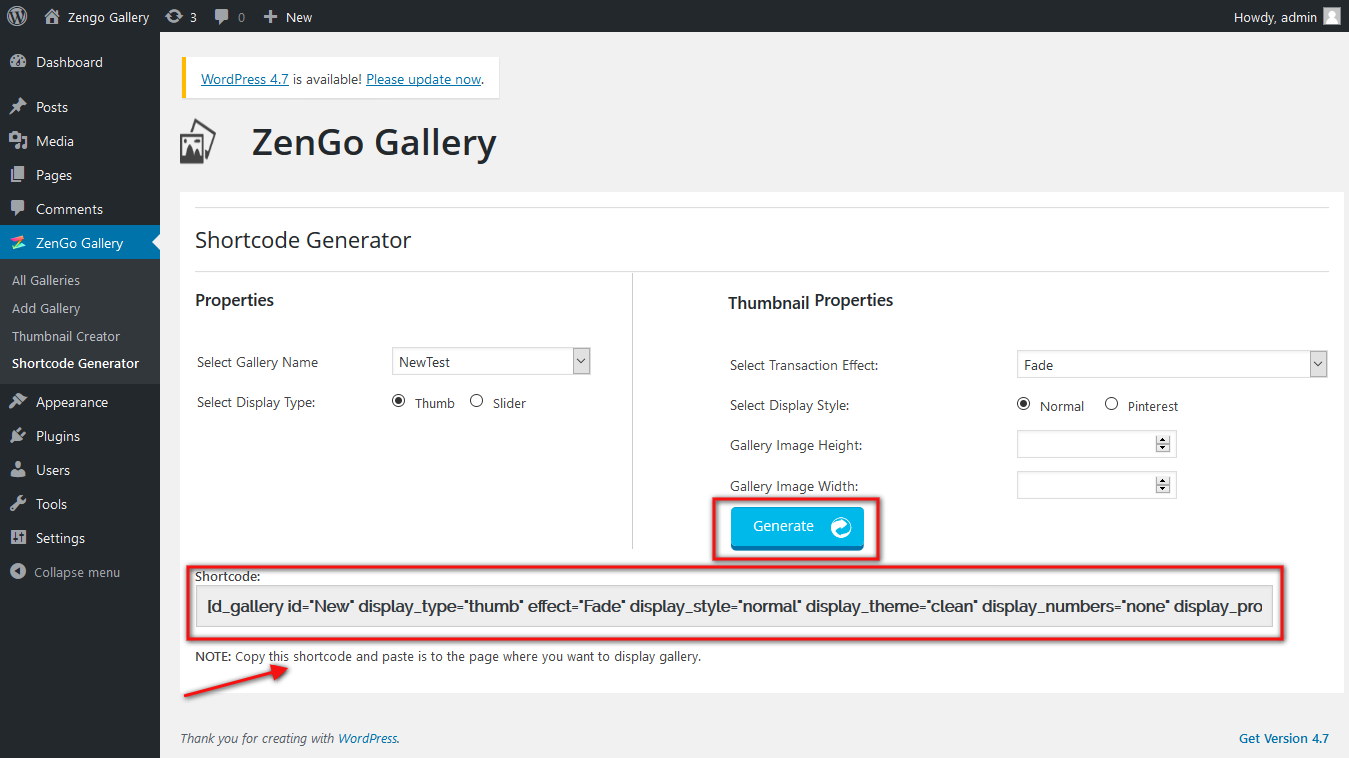 Zengo Gallery 3 0 New Howdy, admin
Dashboard
Posts
Media
Pages
Comments
ZenGo Gallery
All Galleries
Add Gallery
Thumbnail Creator
Shortcode Generator
Appearance
Plugins
Users
Tools
Settings
Collapse menu
WordPress 4.7 is available! Please update now.
ZenGo Gallery
Shortcode Generator
Properties
Select Gallery Name NewTest
Select Display Type: Thumb Slider
Thumbnail Properties
Select Transaction Effect: Fade
Select Display Style: Normal Pinterest
Gallery Image Height:
Gallery Image Width:
Generate
Shortcode:
[d_gallery id="New" display_type="thumb" effect="Fade" display_style="normal" display_theme="clean" display_numbers="none" display_pro
NOTE: Copy this shortcode and paste is to the page where you want to display gallery.
Thank you for creating with WordPress. Get Version 4.7